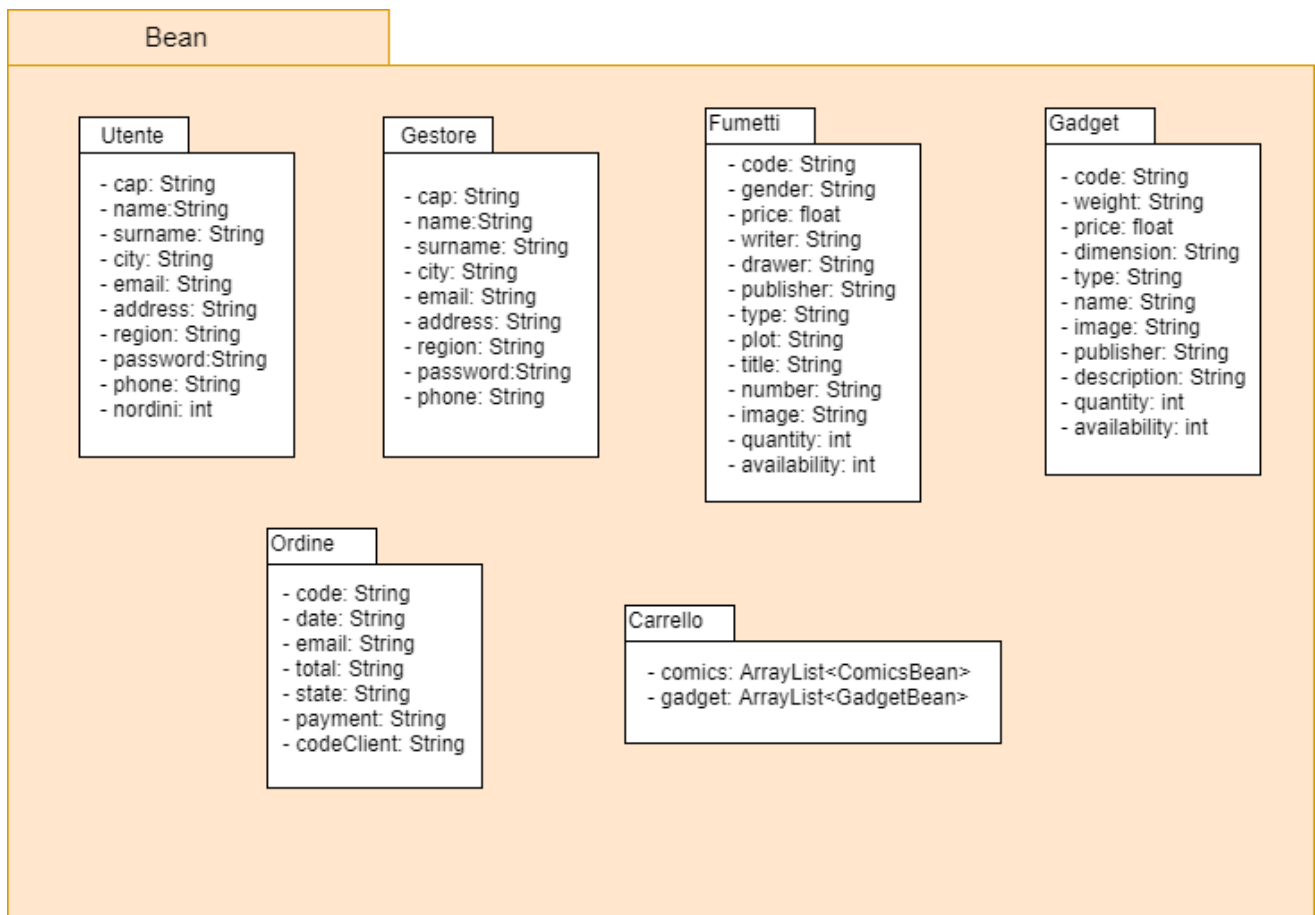 Bean
Utente
- cap: String
- name:String
- surname: String
- city: String
- email: String
- address: String
- region: String
- password:String
- phone: String
- nordini: int
Gestore
- cap: String
- name:String
- surname: String
- city: String
- email: String
- address: String
- region: String
- password:String
- phone: String
Fumetti
- code: String
- gender: String
- price: float
- writer: String
- drawer: String
- publisher: String
- type: String
- plot: String
- title: String
- number: String
- image: String
- quantity: int
- availability: int
Gadget
- code: String
- weight: String
- price: float
- dimension: String
- type: String
- name: String
- image: String
- publisher: String
- description: String
- quantity: int
- availability: int
Ordine
- code: String
- date: String
- email: String
- total: String
- state: String
- payment: String
- codeClient: String
Carrello
- comics: ArrayList<ComicsBean>
- gadget: ArrayList<GadgetBean>